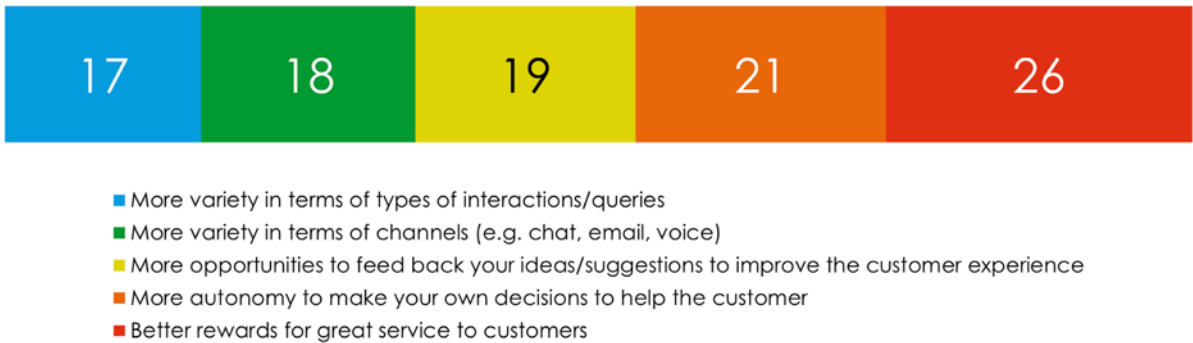 17 18 19 21 26
More variety in terms of types of interactions/queries
More variety in terms of channels (e.g. chat, email, voice)
More opportunities to feed back your ideas/suggestions to improve the customer experience
More autonomy to make your own decisions to help the customer
Better rewards for great service to customers